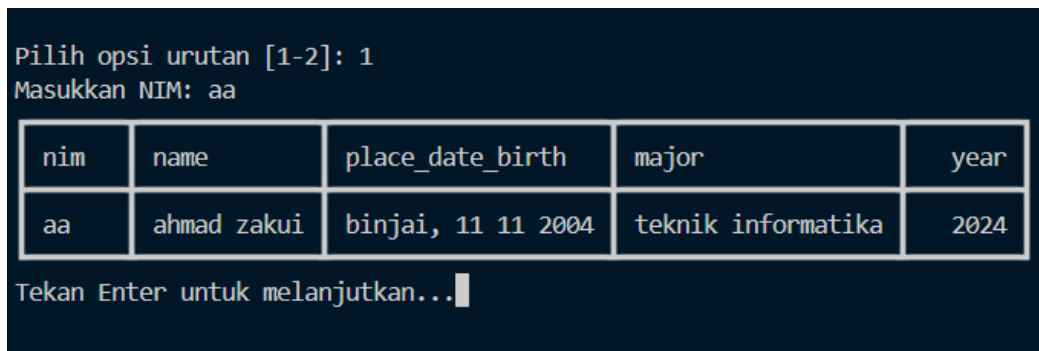 Pilih opsi urutan [1-2]: 1
Masukkan NIM: aa
nim name place_date_birth major year
aa ahmad zakui binjai, 11 11 2004 teknik informatika 2024
Tekan Enter untuk melanjutkan...